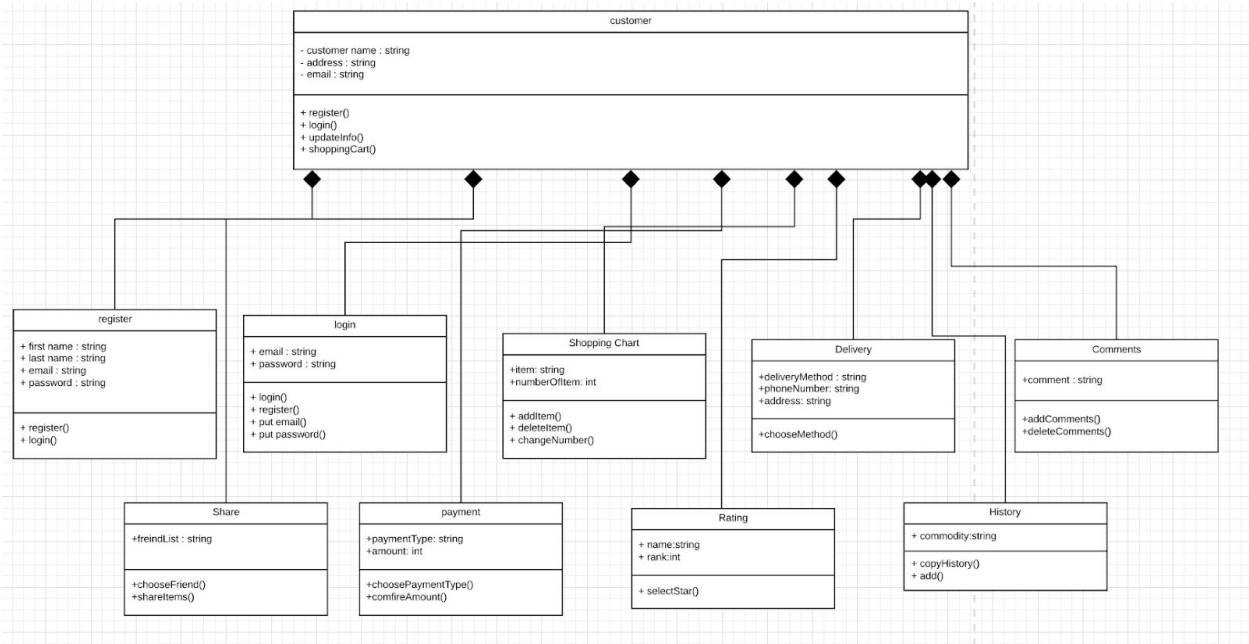 customer
- customer name : string
- address : string
- email : string
+ register()
+ login()
+ updateInfo()
+ shoppingCart()
register
+ first name : string
+ last name : string
+ email : string
+ password : string
+ register()
+ login()
login
+ email : string
+ password : string
+ login()
+ register()
+ put email()
+ put password()
Shopping Chart
+item: string
+numberOfItem: int
+ addItem()
+ deleteItem()
+ changeNumber()
Delivery
+deliveryMethod : string
+phoneNumber: string
+address: string
+chooseMethod()
Comments
+comment : string
+addComments()
+deleteComments()
Share
+freindList : string
+chooseFriend()
+shareItems()
payment
+paymentType: string
+amount: int
+choosePaymentType()
+comfireAmount()
Rating
+ name:string
+ rank:int
+ selectStar()
History
+ commodity:string
+ copyHistory()
+ add()